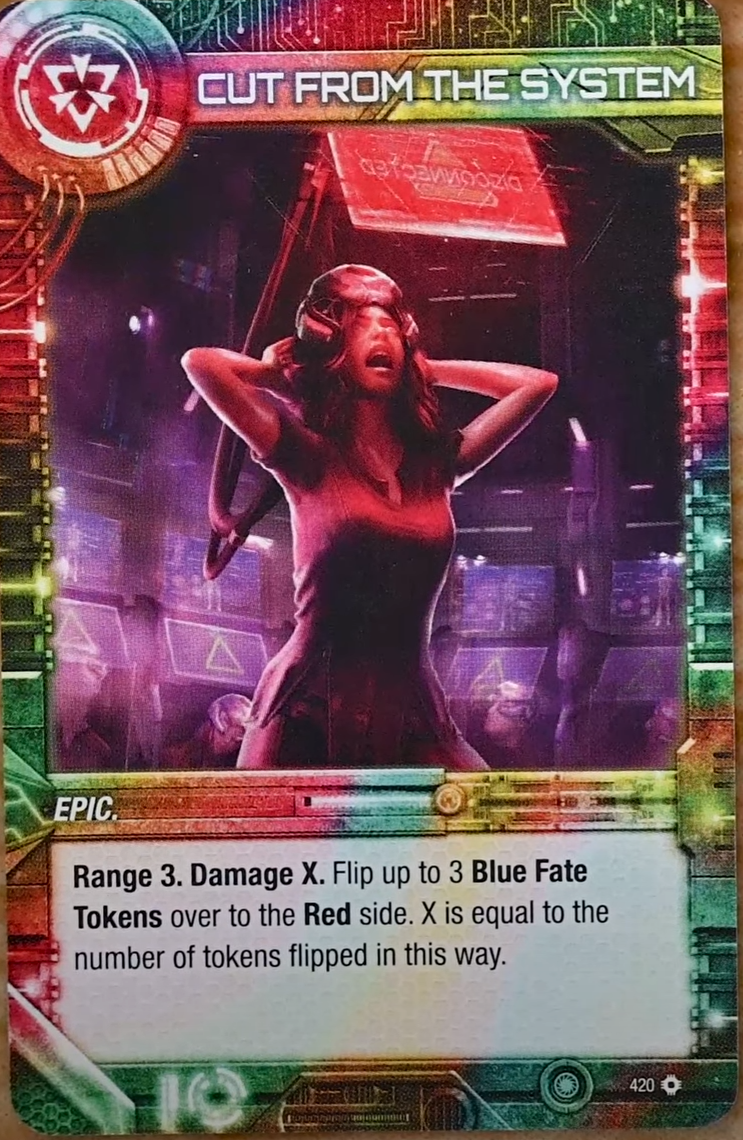 CUT FROM THE SYSTEM
DISCONNECTED
EPIC.
Range 3. Damage X. Flip up to 3 Blue Fate
Tokens over to the Red side. X is equal to the
number of tokens flipped in this way.
420